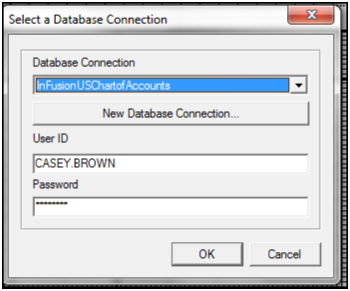 Select a Database Connection
Database Connection
InFusionUSChartofAccounts
New Database Connection...
User ID
CASEY.BROWN
Password
********
OK
Cancel